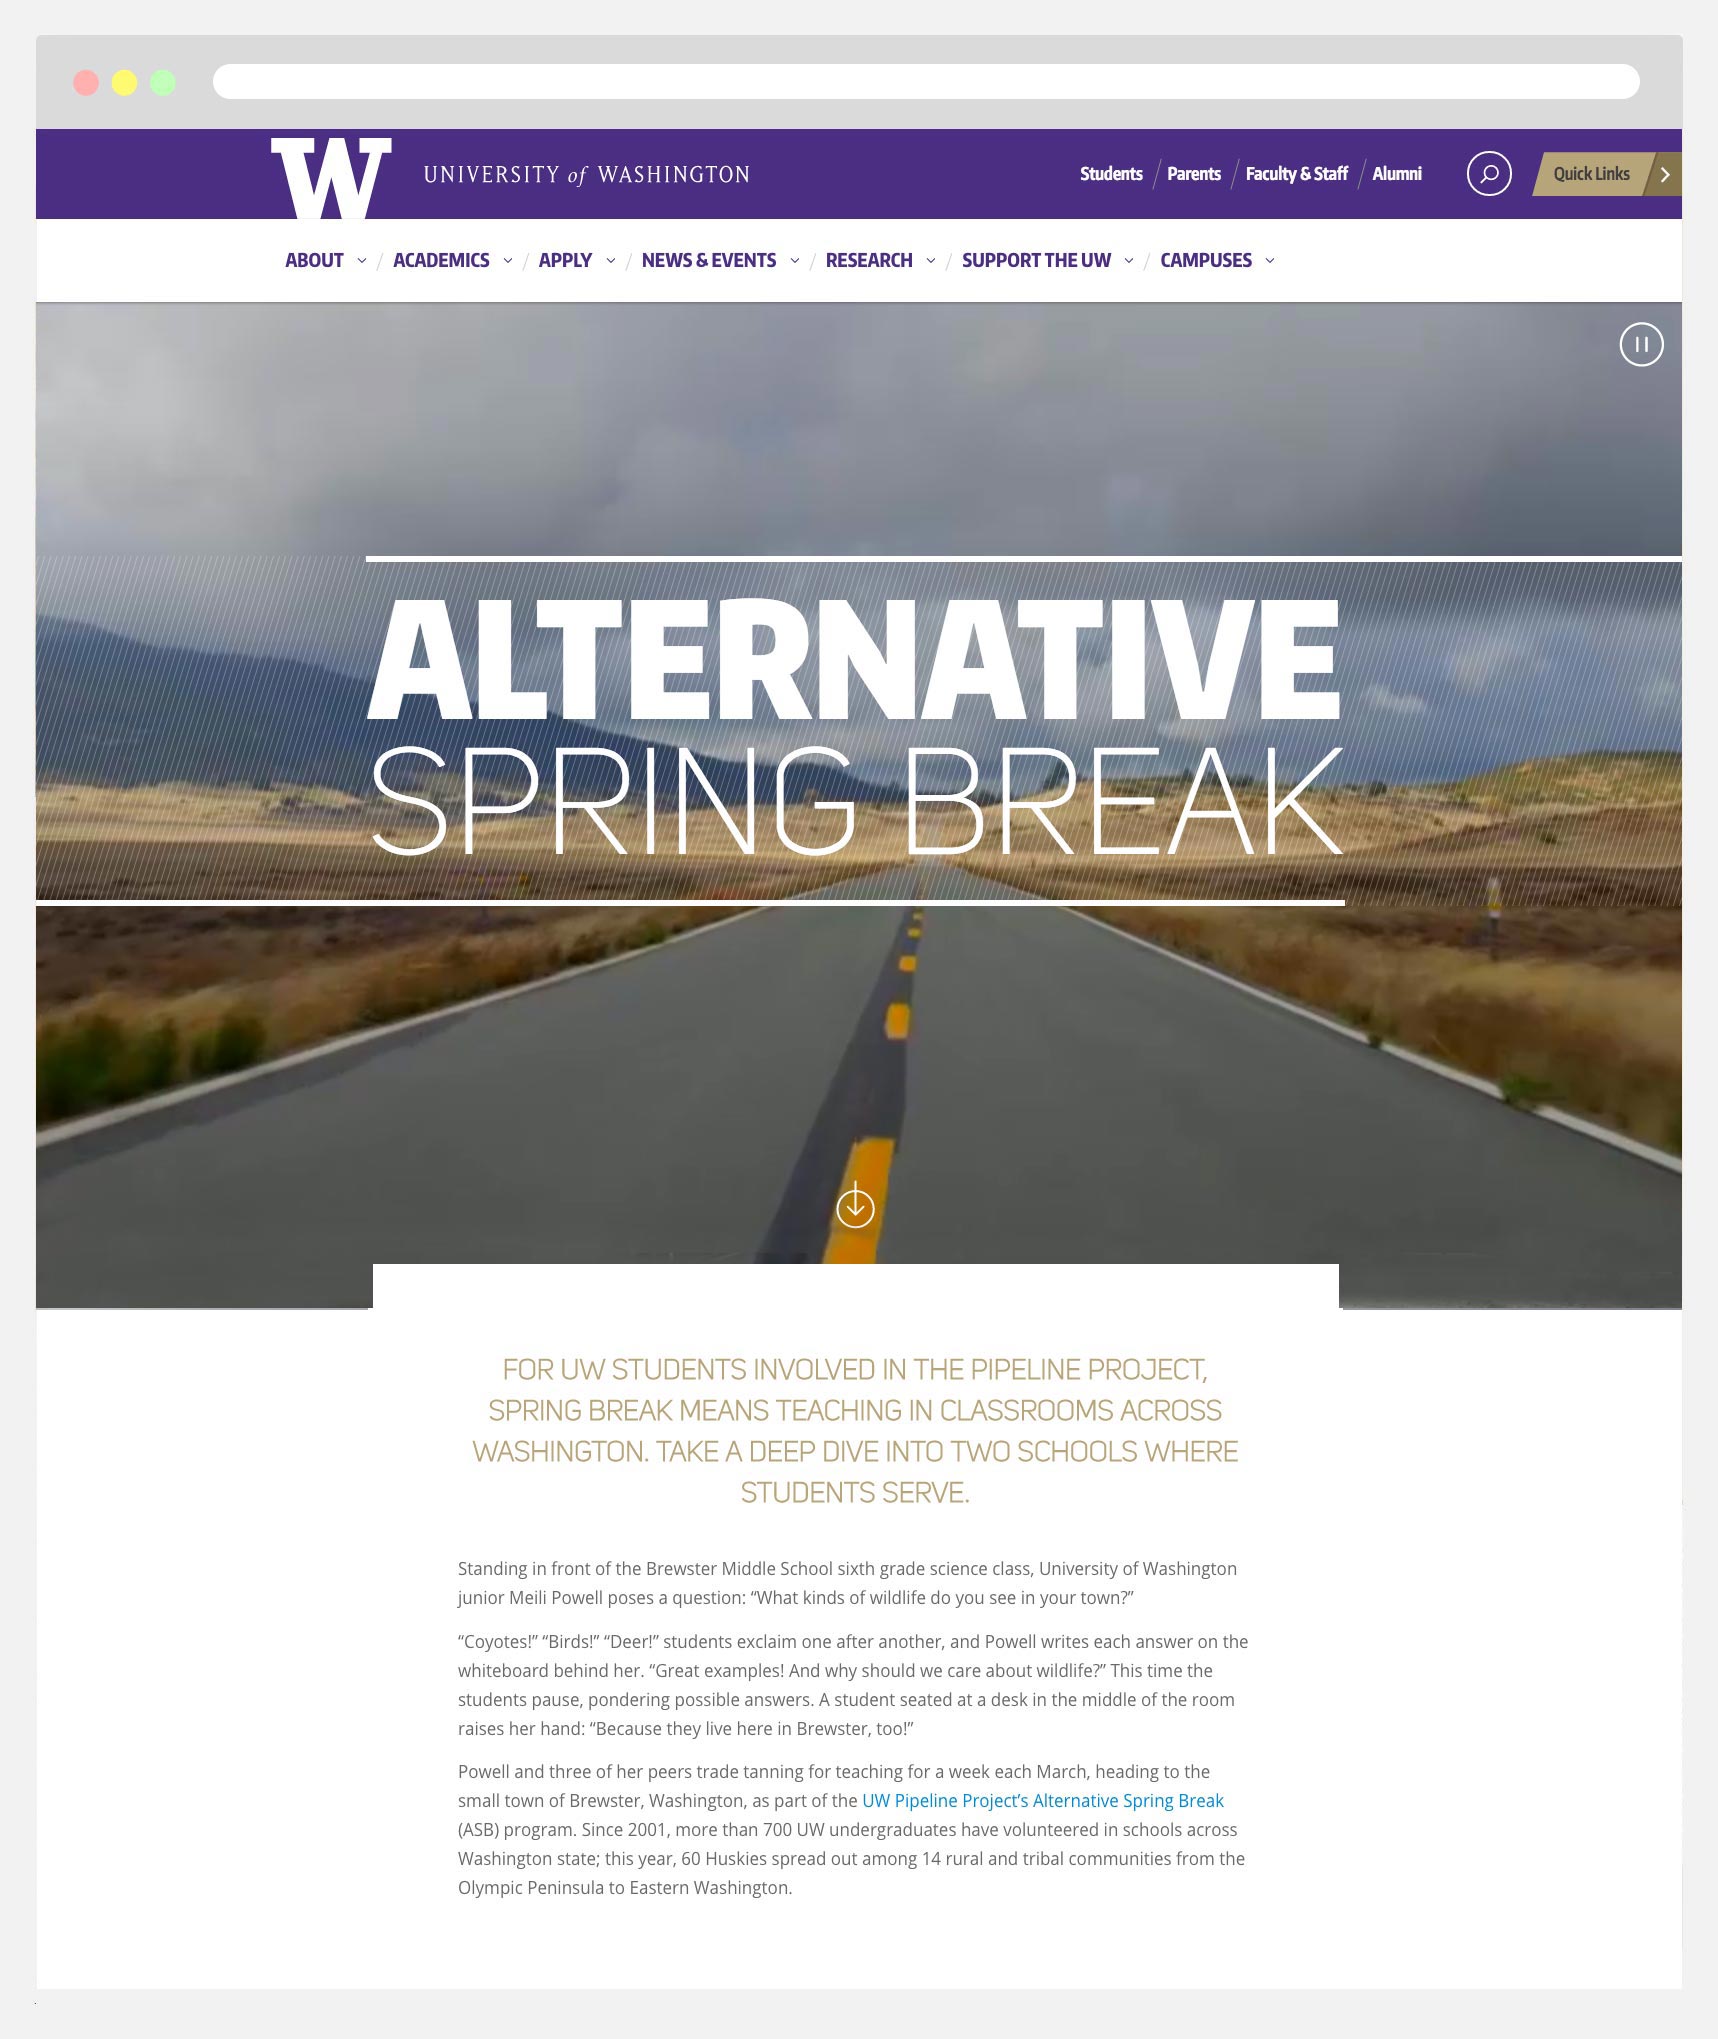 W
UNIVERSITY of WASHINGTON
Students
Parents
Faculty & Staff
Alumni
Quick Links
ABOUT
ACADEMICS
APPLY
NEWS & EVENTS
RESEARCH
SUPPORT THE UW
CAMPUSES
ALTERNATIVE
SPRING BREAK
FOR UW STUDENTS INVOLVED IN THE PIPELINE PROJECT,
SPRING BREAK MEANS TEACHING IN CLASSROOMS ACROSS
WASHINGTON. TAKE A DEEP DIVE INTO TWO SCHOOLS WHERE
STUDENTS SERVE.
Standing in front of the Brewster Middle School sixth grade science class, University of Washington
junior Meili Powell poses a question: “What kinds of wildlife do you see in your town?”
“Coyotes!” “Birds!” “Deer!” students exclaim one after another, and Powell writes each answer on the
whiteboard behind her. “Great examples! And why should we care about wildlife?” This time the
students pause, pondering possible answers. A student seated at a desk in the middle of the room
raises her hand: “Because they live here in Brewster, too!”
Powell and three of her peers trade tanning for teaching for a week each March, heading to the
small town of Brewster, Washington, as part of the UW Pipeline Project’s Alternative Spring Break
(ASB) program. Since 2001, more than 700 UW undergraduates have volunteered in schools across
Washington state; this year, 60 Huskies spread out among 14 rural and tribal communities from the
Olympic Peninsula to Eastern Washington.